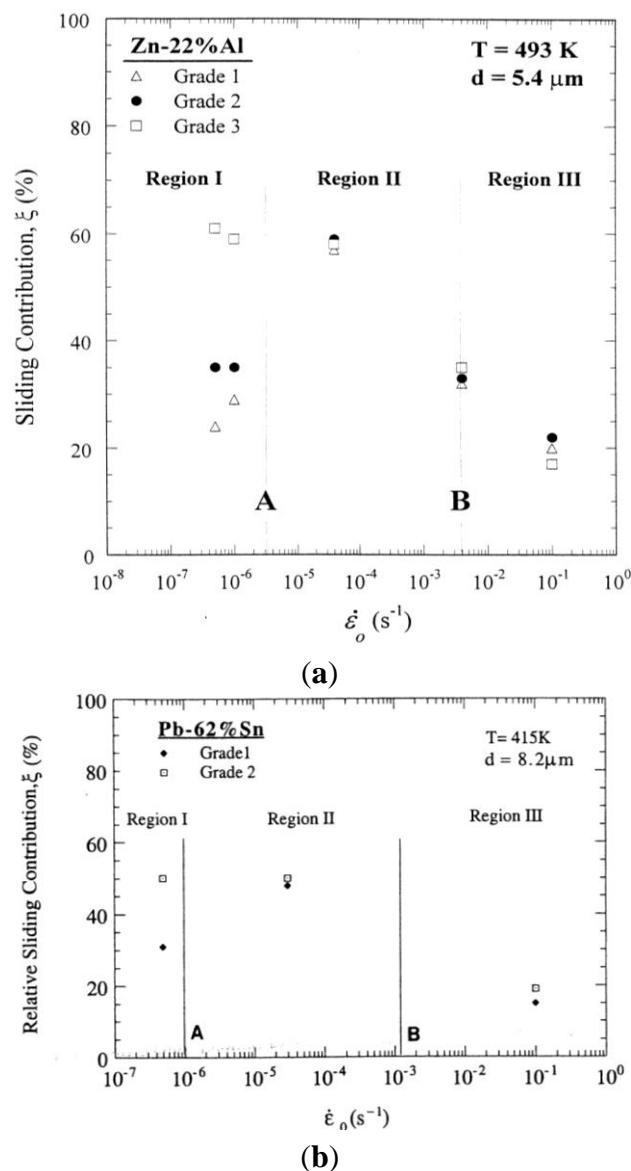 100
80
60
40
20
0
Sliding Contribution, ξ (%)
Zn-22%Al
△ Grade 1
● Grade 2
□ Grade 3
T = 493 K
d = 5.4 μm
Region I
Region II
Region III
A
B
10⁻⁸ 10⁻⁷ 10⁻⁶ 10⁻⁵ 10⁻⁴ 10⁻³ 10⁻² 10⁻¹ 10⁰
ε̇ₒ (s⁻¹)
(a)
100
80
60
40
20
0
Relative Sliding Contribution,ξ (%)
Pb-62%Sn
Grade1
Grade 2
T= 415K
d = 8.2μm
Region I
Region II
Region III
A
B
10⁻⁷ 10⁻⁶ 10⁻⁵ 10⁻⁴ 10⁻³ 10⁻² 10⁻¹ 10⁰
ε̇ ₀(s⁻¹)
(b)